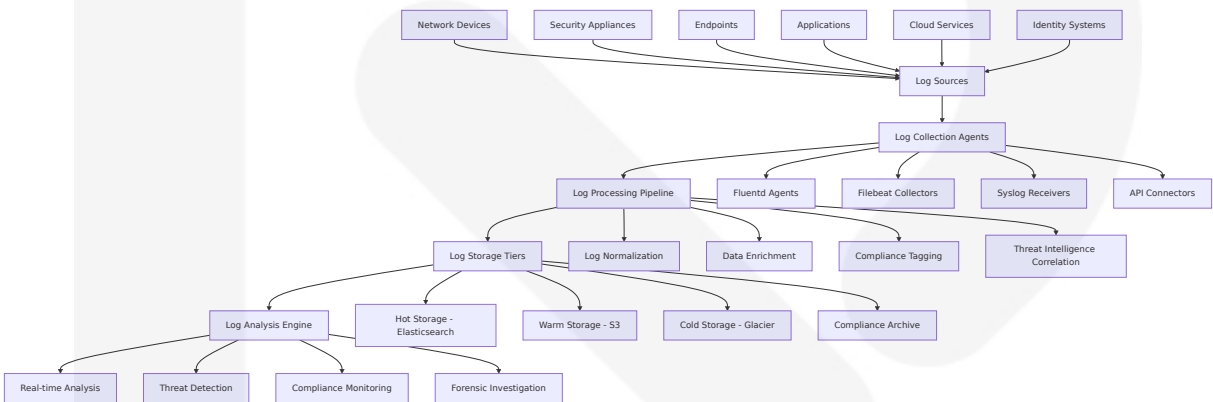 Network Devices
Security Appliances
Endpoints
Applications
Cloud Services
Identity Systems
Log Sources
Log Collection Agents
Log Processing Pipeline
Fluentd Agents
Filebeat Collectors
Syslog Receivers
API Connectors
Log Storage Tiers
Log Normalization
Data Enrichment
Compliance Tagging
Threat Intelligence
Correlation
Log Analysis Engine
Hot Storage -
Elasticsearch
Warm Storage - S3
Cold Storage - Glacier
Compliance Archive
Real-time Analysis
Threat Detection
Compliance Monitoring
Forensic Investigation